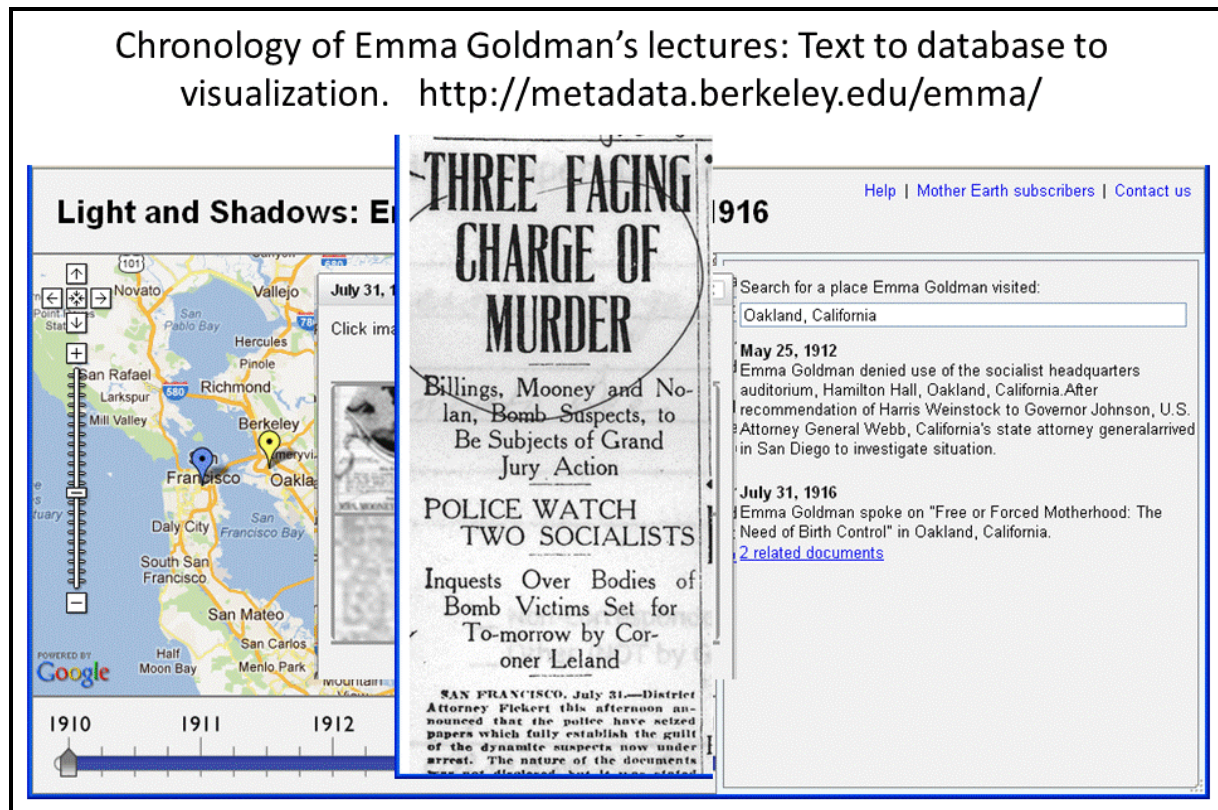 Chronology of Emma Goldman's lectures: Text to database to
visualization. http://metadata.berkeley.edu/emma/
Help | Mother Earth subscribers | Contact us
Light and Shadows:
1916
101
Novato
Vallejo
San
Pablo Bay
Hercules
Pinole
San Rafael
Richmond
680
Larkspur
Mill Valley
Berkeley
San
Francisco
Daly City
San
Francisco Bay
South San
Francisco
San Mateo
San Carlos
Half
Moon Bay
Menlo Park
POWERED BY
Google
1910 1911 1912
July 31,
Click
THREE FACING
CHARGE OF
MURDER
Billings, Mooney and No-
lan, Bomb Suspects, to
Be Subjects of Grand
Jury Action
POLICE WATCH
TWO SOCIALISTS
Inquests Over Bodies of
Bomb Victims Set for
To-morrow by Cor-
oner Leland
SAN FRANCISCO, July 31.—District
Attorney Fickert this afternoon an-
nounced that the police have seized
papers which fully establish the guilt
of the dynamite suspects now under
arrest. The nature of the documents
was not disclosed, but it was stated
Search for a place Emma Goldman visited:
Oakland, California
May 25, 1912
Emma Goldman denied use of the socialist headquarters
auditorium, Hamilton Hall, Oakland, California.After
recommendation of Harris Weinstock to Governor Johnson, U.S.
Attorney General Webb, California's state attorney generalarrived
in San Diego to investigate situation.
July 31, 1916
Emma Goldman spoke on "Free or Forced Motherhood: The
Need of Birth Control" in Oakland, California.
2 related documents